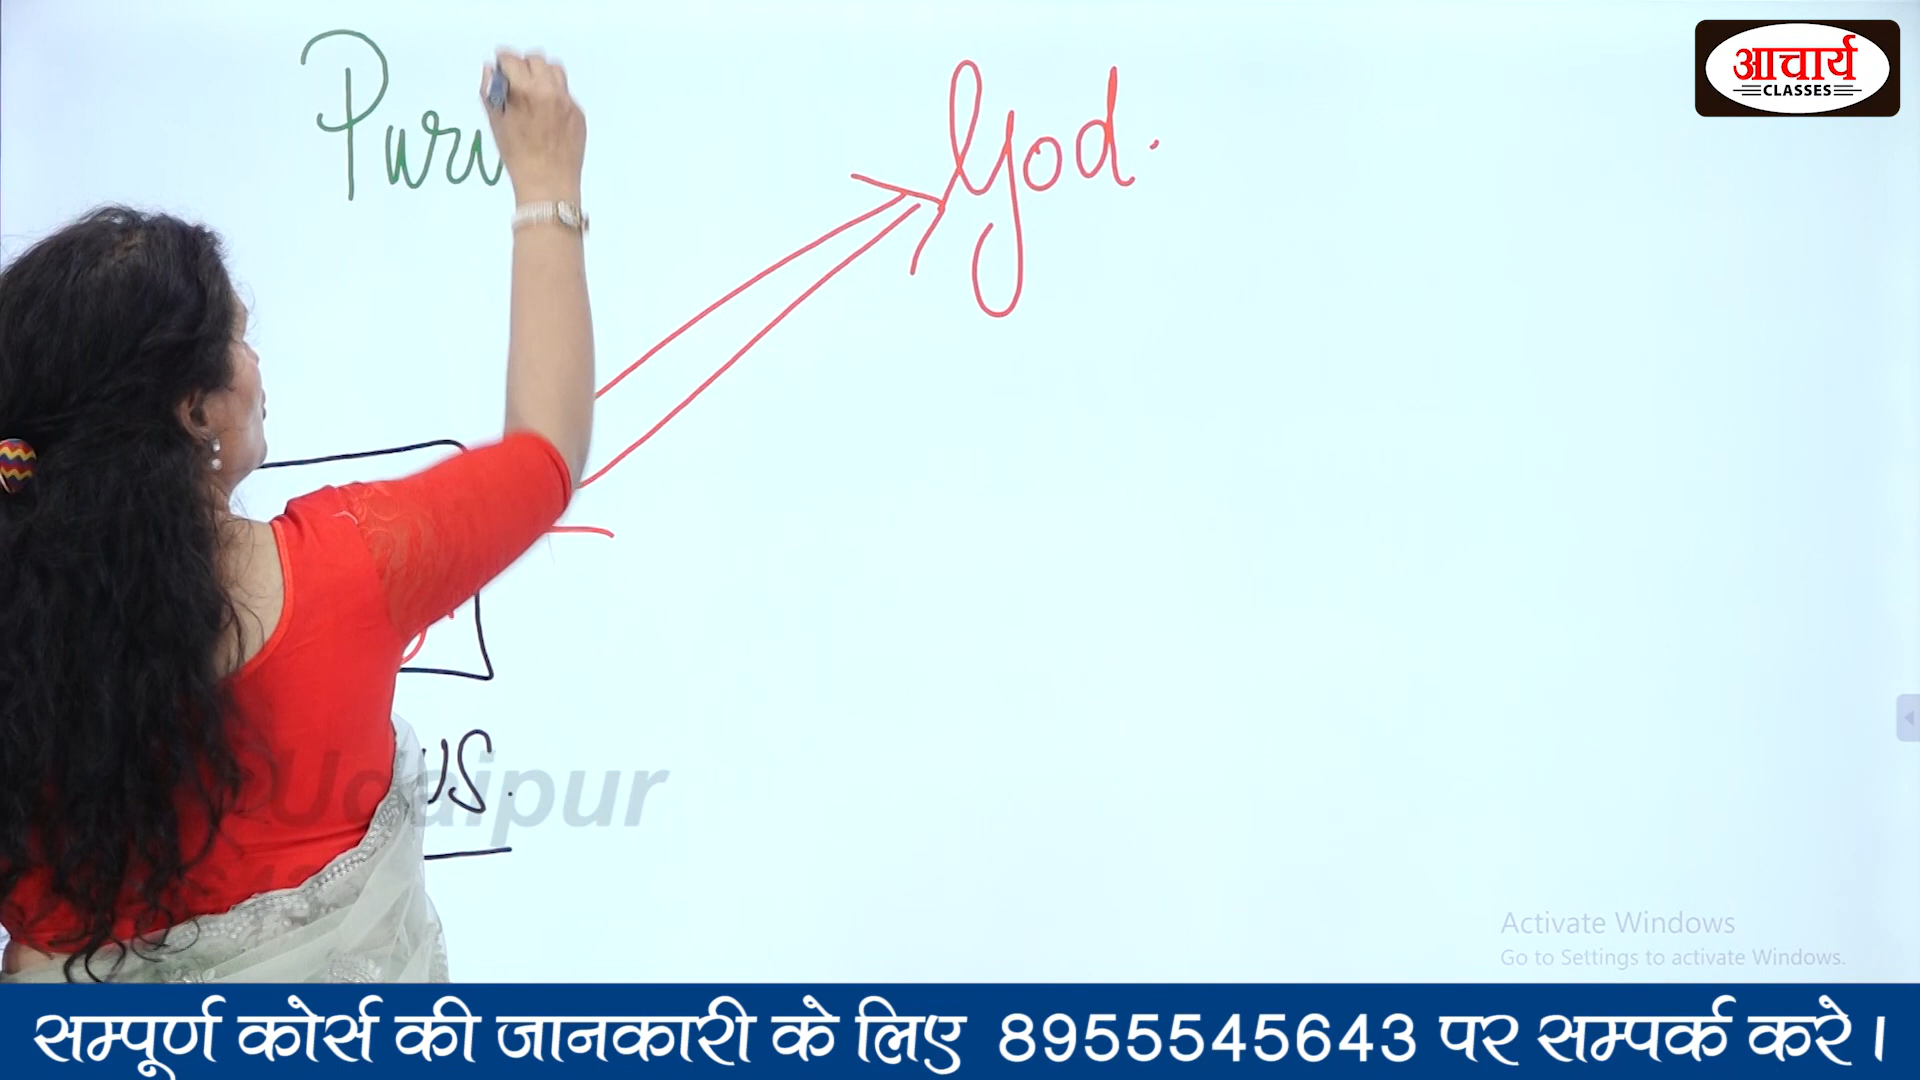 आचार्य
CLASSES
God.
US.
Udaipur
Activate Windows
Go to Settings to activate Windows.
सम्पूर्ण कोर्स की जानकारी के लिए 8955545643 पर सम्पर्क करे।